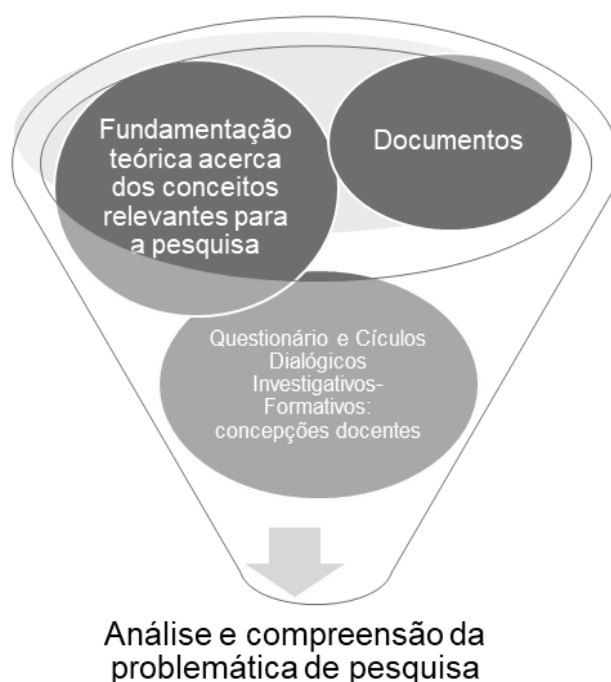 Fundamentação
teórica acerca
dos conceitos
relevantes para
a pesquisa
Documentos
Questionário e Cículos
Dialógicos
Investigativos-
Formativos:
concepções docentes
Análise e compreensão da
problemática de pesquisa